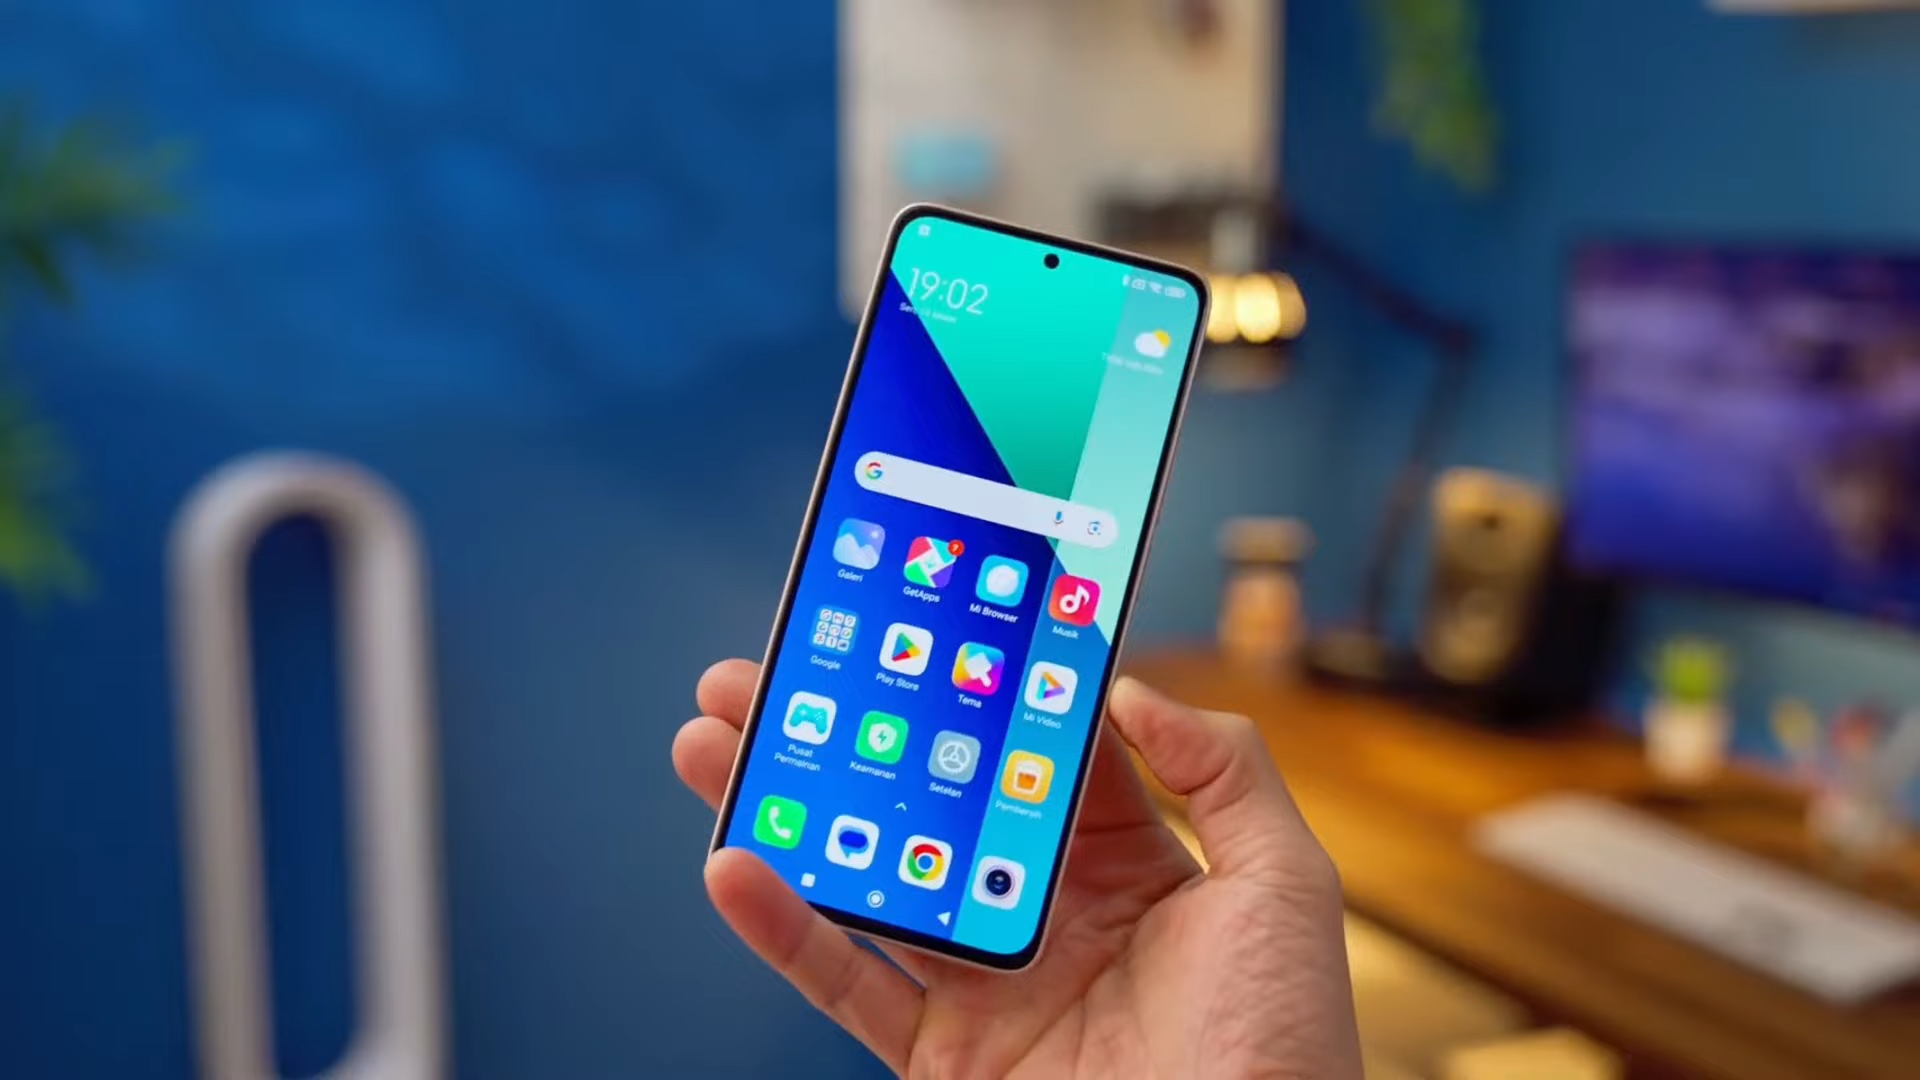 19:02
Galeri
GetApps
Mi Browser
Musik
Google
Play Store
Tema
Mi Video
Pusat
Permainan
Keamanan
Setelan
Pembersih